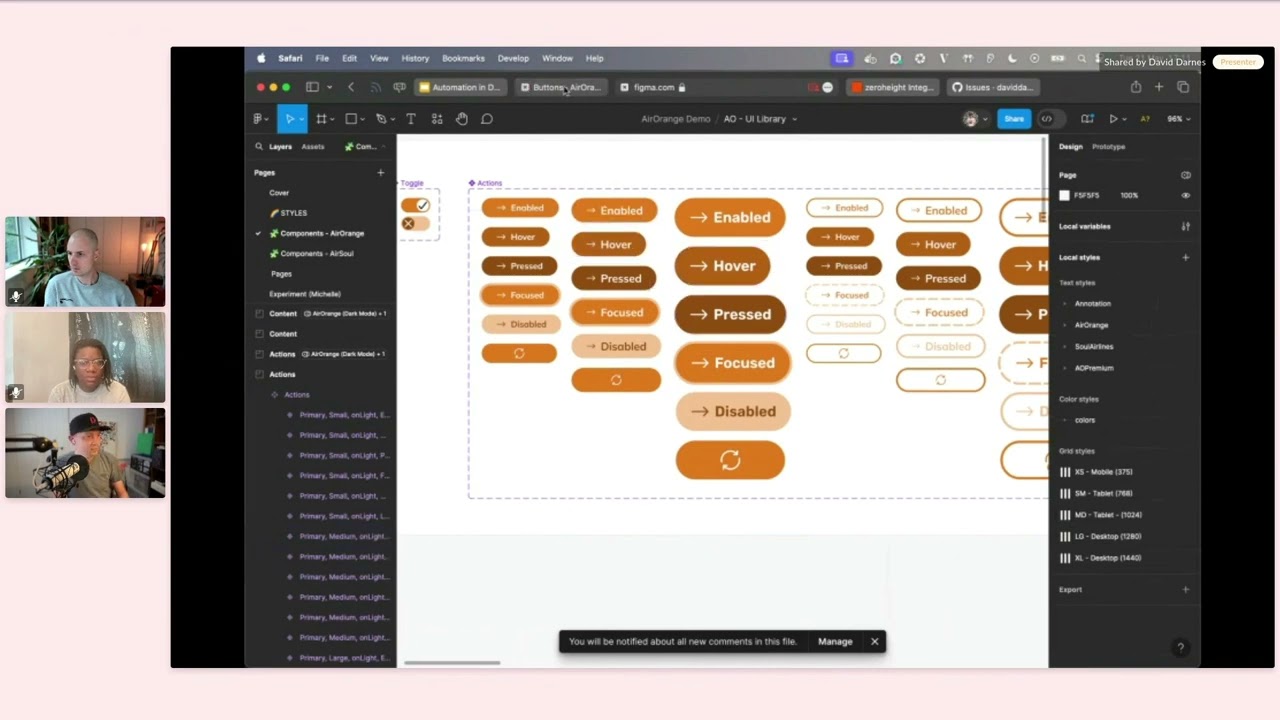 Safari File Edit View History Bookmarks Develop Window Help
Shared by David Darnes Presenter
Automation in D...
Buttons - AirOra...
figma.com
zeroheight Integ...
Issues · davidda...
AirOrange Demo / AO - UI Library
Share
A?
96%
Layers Assets Com...
Pages
Cover
STYLES
Components - AirOrange
Components - AirSoul
Pages
Experiment (Michelle)
Content AirOrange (Dark Mode) + 1
Content
Actions AirOrange (Dark Mode) + 1
Actions
Actions
Primary, Small, onLight, E...
Primary, Small, onLight, ...
Primary, Small, onLight, P...
Primary, Small, onLight, F...
Primary, Small, onLight, ...
Primary, Small, onLight, L...
Primary, Medium, onLight...
Primary, Medium, onLight...
Primary, Medium, onLight...
Primary, Medium, onLight...
Primary, Medium, onLight...
Primary, Medium, onLight...
Primary, Large, onLight, E...
Toggle
Actions
→ Enabled → Enabled → Enabled → Enabled → Enabled → E
→ Hover → Hover → Hover → Hover → Hover → H
→ Pressed → Pressed → Pressed → Pressed → Pressed → P
→ Focused → Focused → Focused → Focused → Focused → F
→ Disabled → Disabled → Disabled → Disabled → Disabled → D
You will be notified about all new comments in this file. Manage
Design Prototype
Page
F5F5F5 100%
Local variables
Local styles
Text styles
Annotation
AirOrange
SoulAirlines
AOPremium
Color styles
colors
Grid styles
XS - Mobile (375)
SM - Tablet (768)
MD - Tablet - (1024)
LG - Desktop (1280)
XL - Desktop (1440)
Export
?